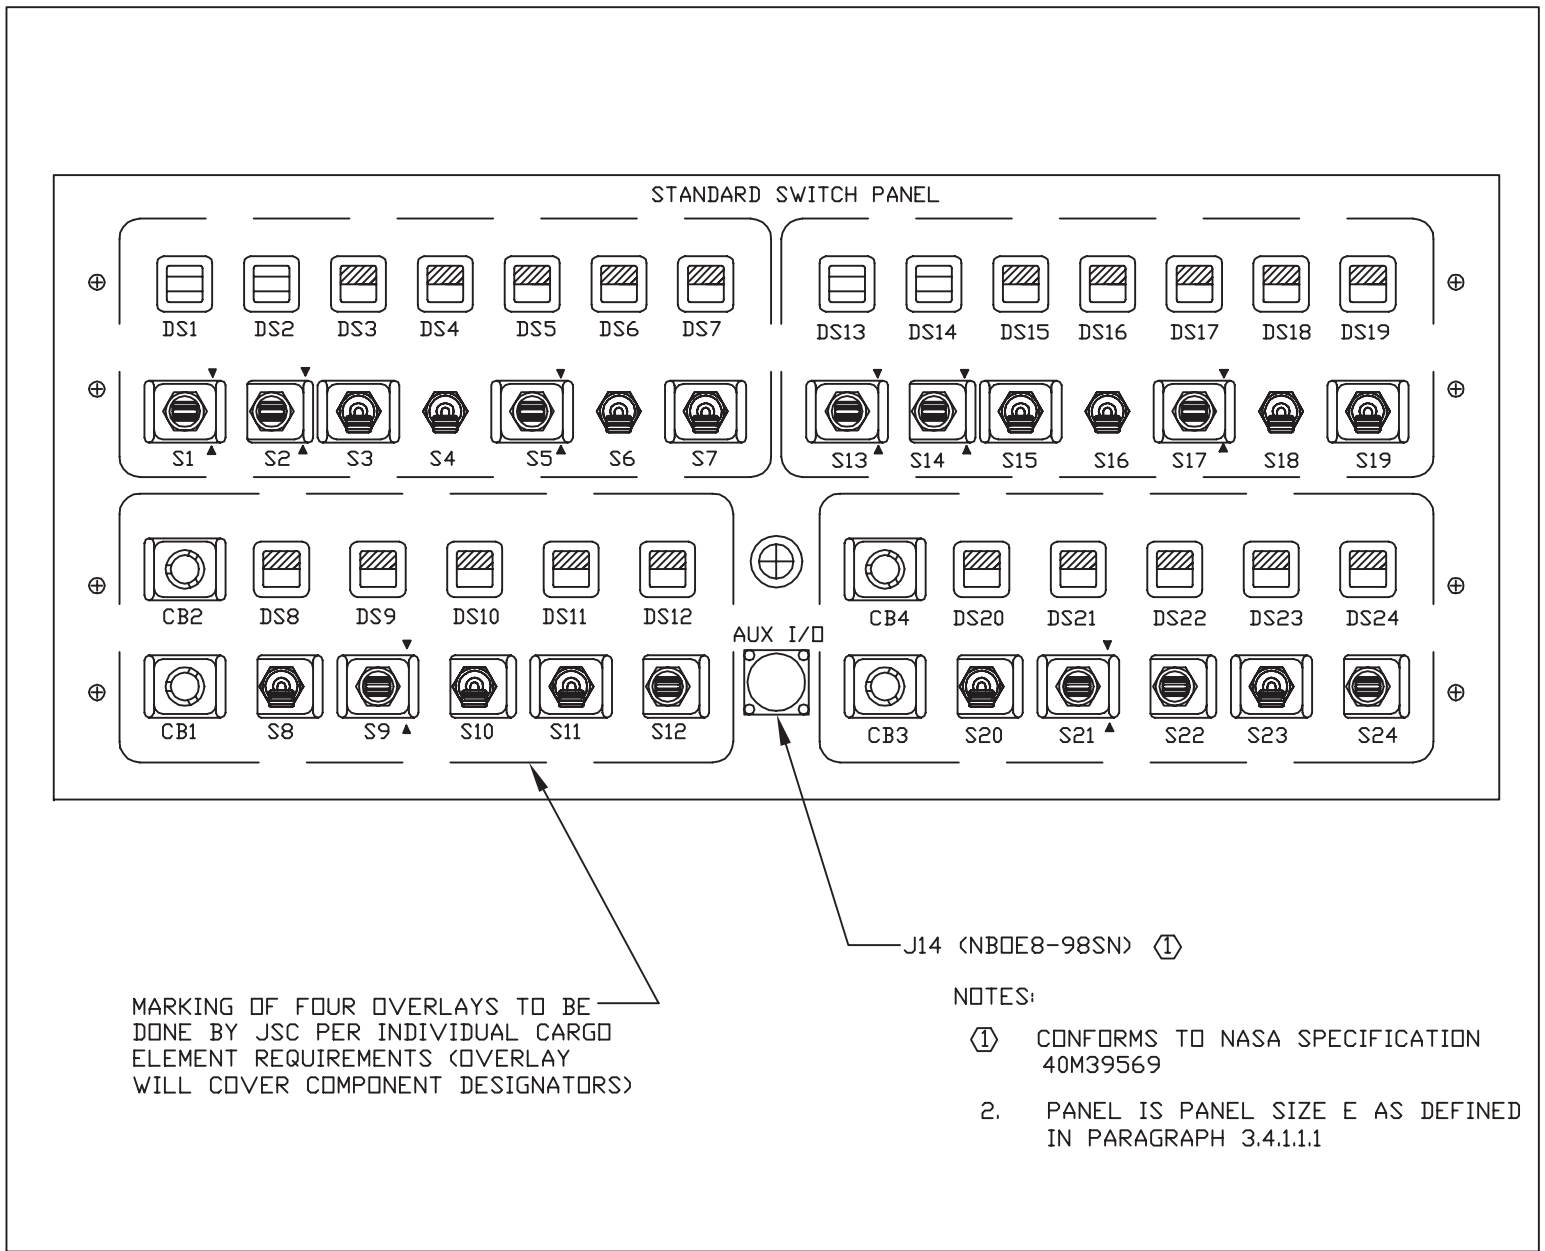 STANDARD SWITCH PANEL
DS1 DS2 DS3 DS4 DS5 DS6 DS7 DS13 DS14 DS15 DS16 DS17 DS18 DS19
S1 S2 S3 S4 S5 S6 S7 S13 S14 S15 S16 S17 S18 S19
CB2 DS8 DS9 DS10 DS11 DS12 CB4 DS20 DS21 DS22 DS23 DS24
AUX I/O
CB1 S8 S9 S10 S11 S12 CB3 S20 S21 S22 S23 S24
J14 (NBOE8-98SN) 1
MARKING OF FOUR OVERLAYS TO BE
DONE BY JSC PER INDIVIDUAL CARGO
ELEMENT REQUIREMENTS (OVERLAY
WILL COVER COMPONENT DESIGNATORS)
NOTES:
1 CONFORMS TO NASA SPECIFICATION
40M39569
2. PANEL IS PANEL SIZE E AS DEFINED
IN PARAGRAPH 3.4.1.1.1